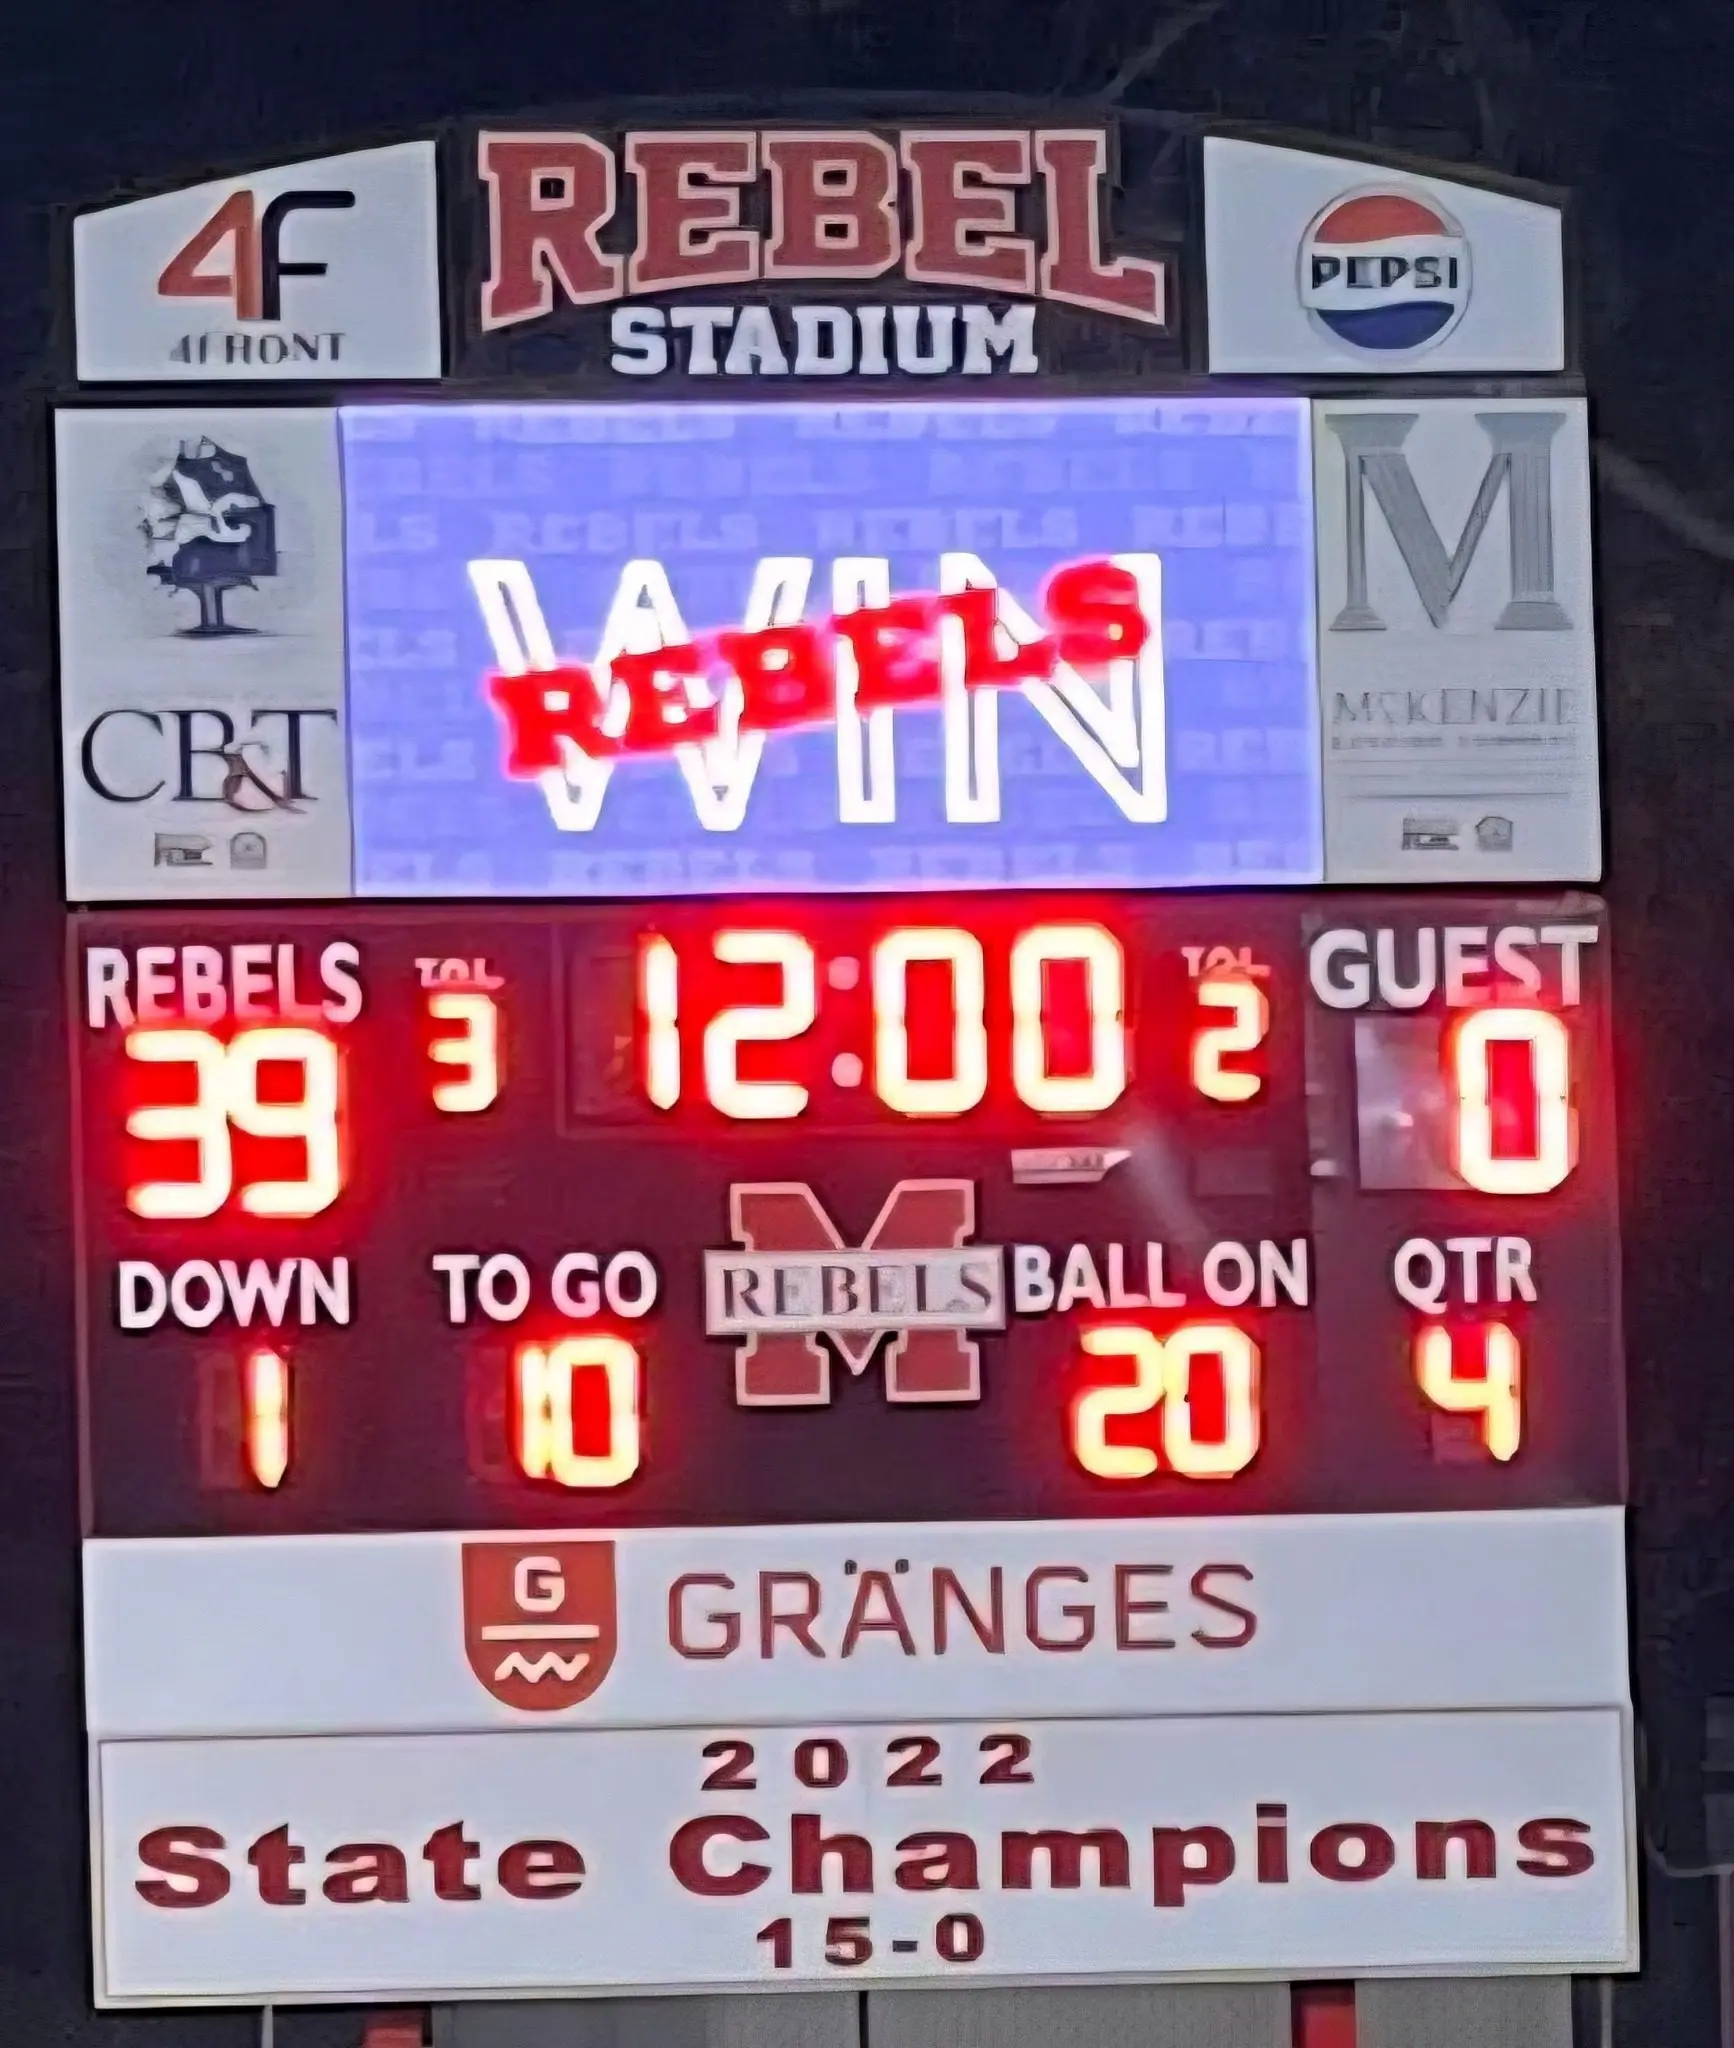 4F
4FRONT
REBEL
STADIUM
PEPSI
CB&T
WIN
REBELS
M
MCKENZIE
REBELS
TOL
12:00
TOL
GUEST
39
3
2
0
DOWN
TO GO
M
REBELS
BALL ON
QTR
1
10
20
4
G
GRÄNGES
2022
State Champions
15-0